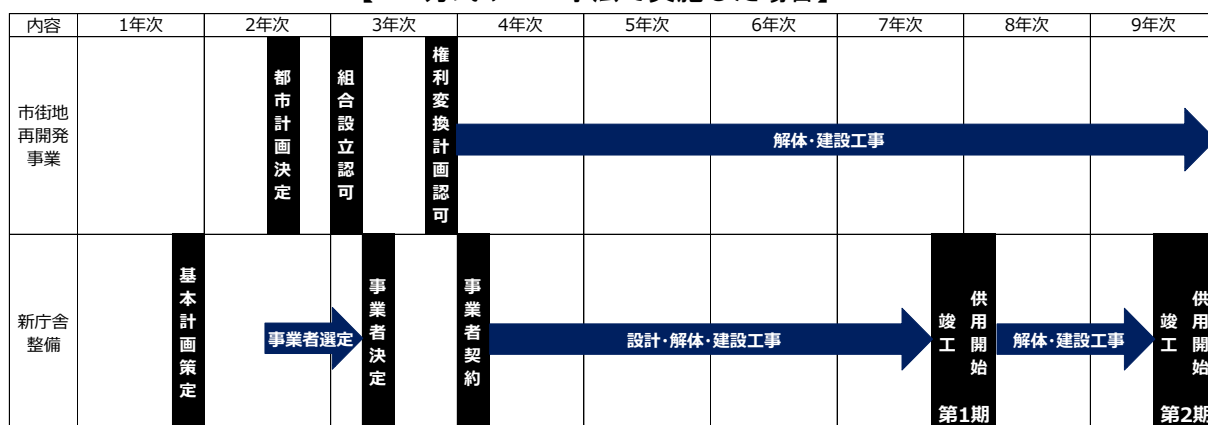 内容 1年次 2年次 3年次 4年次 5年次 6年次 7年次 8年次 9年次
市街地
再開発
事業
都市計画決定
組合設立認可
権利変換計画認可
解体・建設工事
新庁舎
整備
基本計画策定
事業者選定
事業者決定
事業者契約
設計・解体・建設工事
竣工
供用開始
第1期
解体・建設工事
竣工
供用開始
第2期